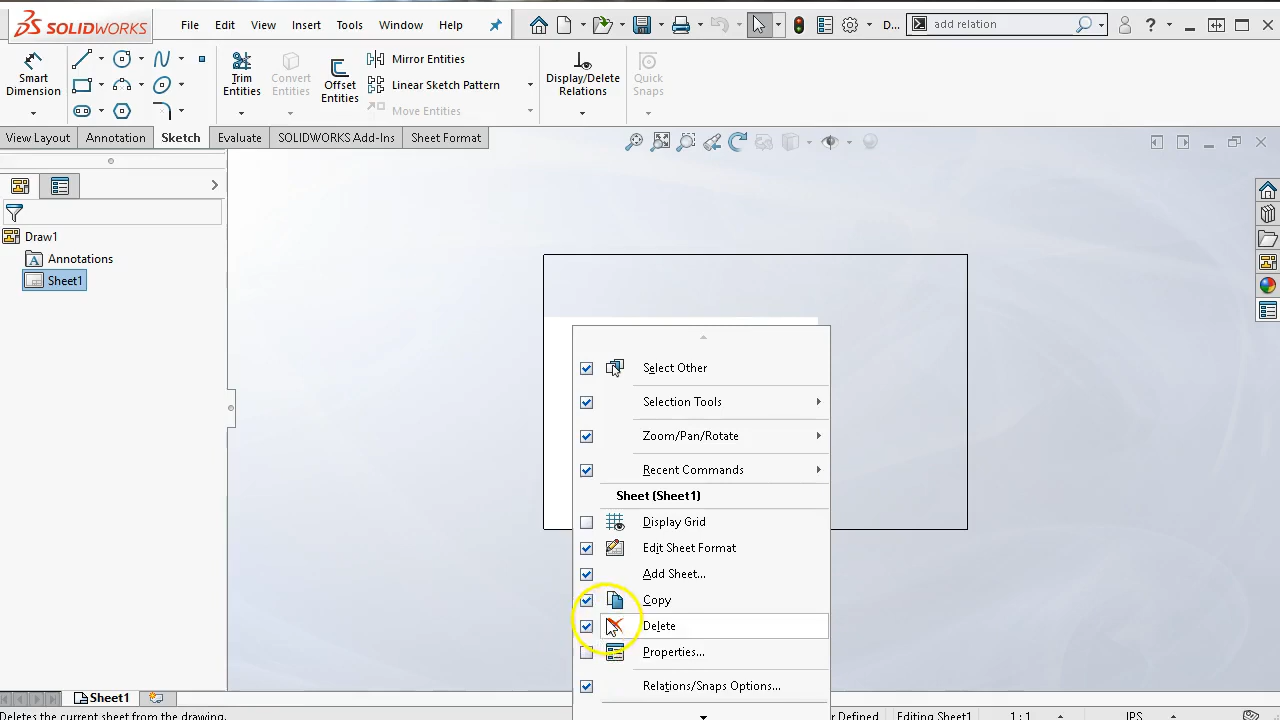 SOLIDWORKS File Edit View Insert Tools Window Help D... add relation
Smart Dimension
Trim Entities
Convert Entities
Offset Entities
Mirror Entities
Linear Sketch Pattern
Move Entities
Display/Delete Relations
Quick Snaps
View Layout Annotation Sketch Evaluate SOLIDWORKS Add-Ins Sheet Format
Draw1
A Annotations
Sheet1
Select Other
Selection Tools
Zoom/Pan/Rotate
Recent Commands
Sheet (Sheet1)
Display Grid
Edit Sheet Format
Add Sheet...
Copy
Delete
Properties...
Relations/Snaps Options...
Sheet1
Deletes the current sheet from the drawing. r Defined Editing Sheet1 1 : 1 IPS